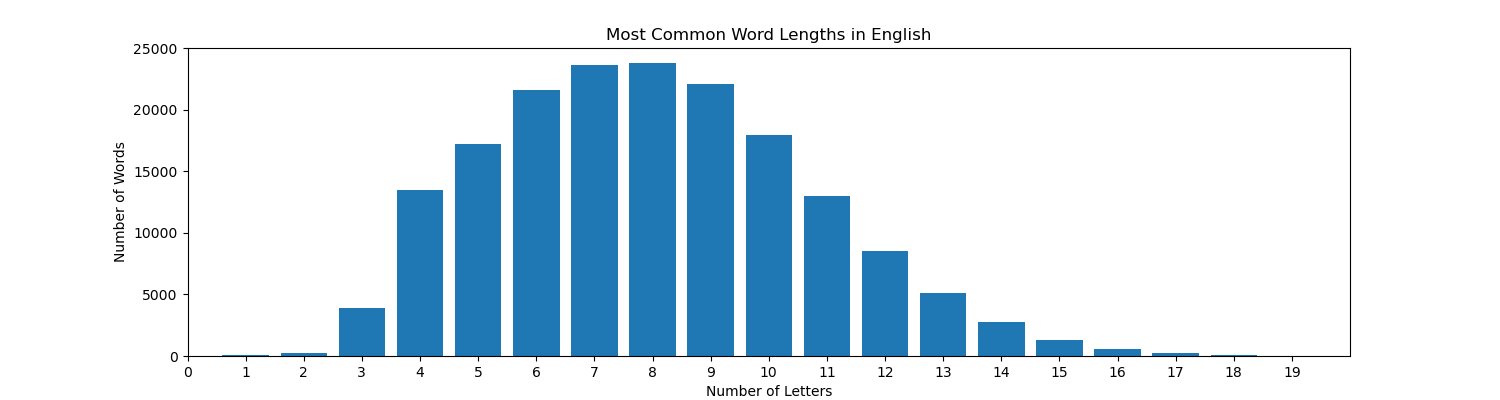 Most Common Word Lengths in English
25000
20000
15000
10000
5000
0
Number of Words
0 1 2 3 4 5 6 7 8 9 10 11 12 13 14 15 16 17 18 19
Number of Letters